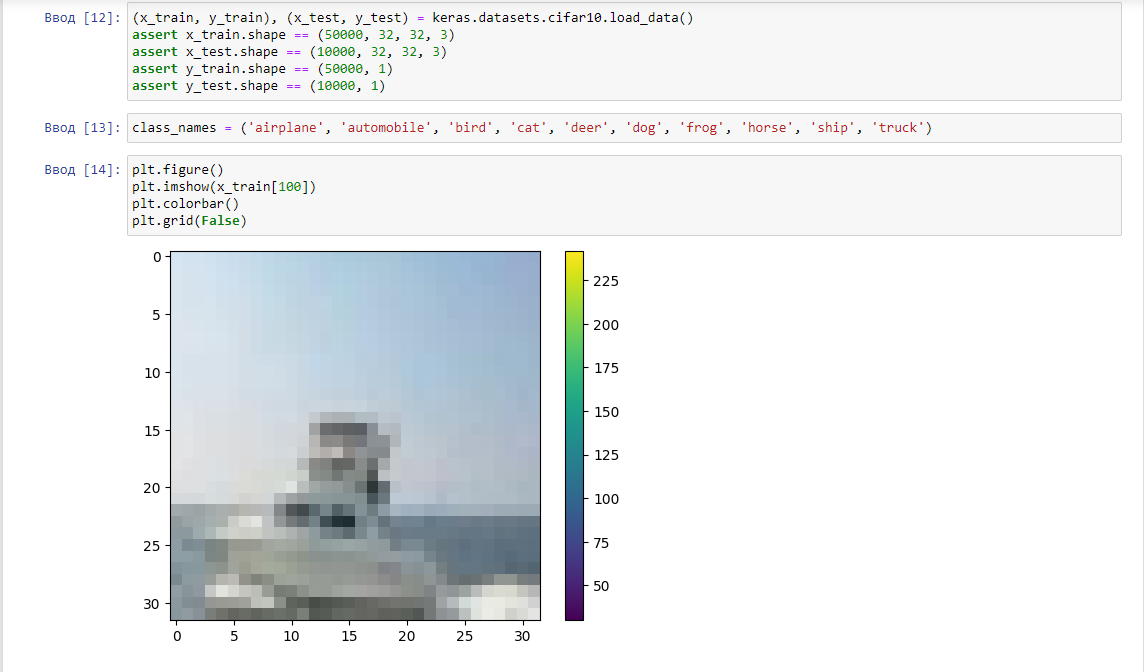 Ввод [12]: (x_train, y_train), (x_test, y_test) = keras.datasets.cifar10.load_data()
assert x_train.shape == (50000, 32, 32, 3)
assert x_test.shape == (10000, 32, 32, 3)
assert y_train.shape == (50000, 1)
assert y_test.shape == (10000, 1)
Ввод [13]: class_names = ('airplane', 'automobile', 'bird', 'cat', 'deer', 'dog', 'frog', 'horse', 'ship', 'truck')
Ввод [14]: plt.figure()
plt.imshow(x_train[100])
plt.colorbar()
plt.grid(False)
0
5
10
15
20
25
30
0 5 10 15 20 25 30
225
200
175
150
125
100
75
50